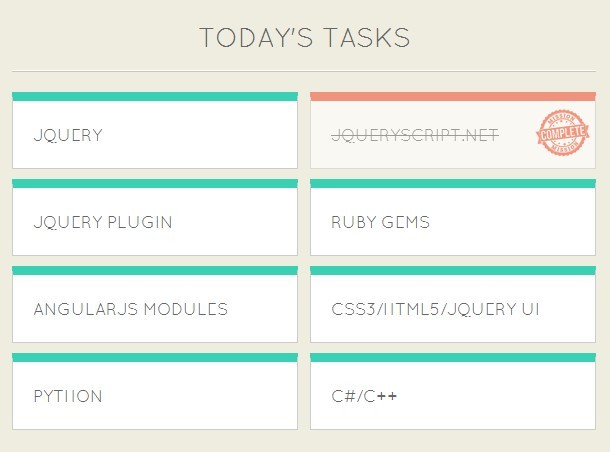 TODAY'S TASKS
JQUERY
JQUERYSCRIPT.NET
MISSION
COMPLETE
MISSION
JQUERY PLUGIN
RUBY GEMS
ANGULARJS MODULES
CSS3/HTML5/JQUERY UI
PYTHON
C#/C++